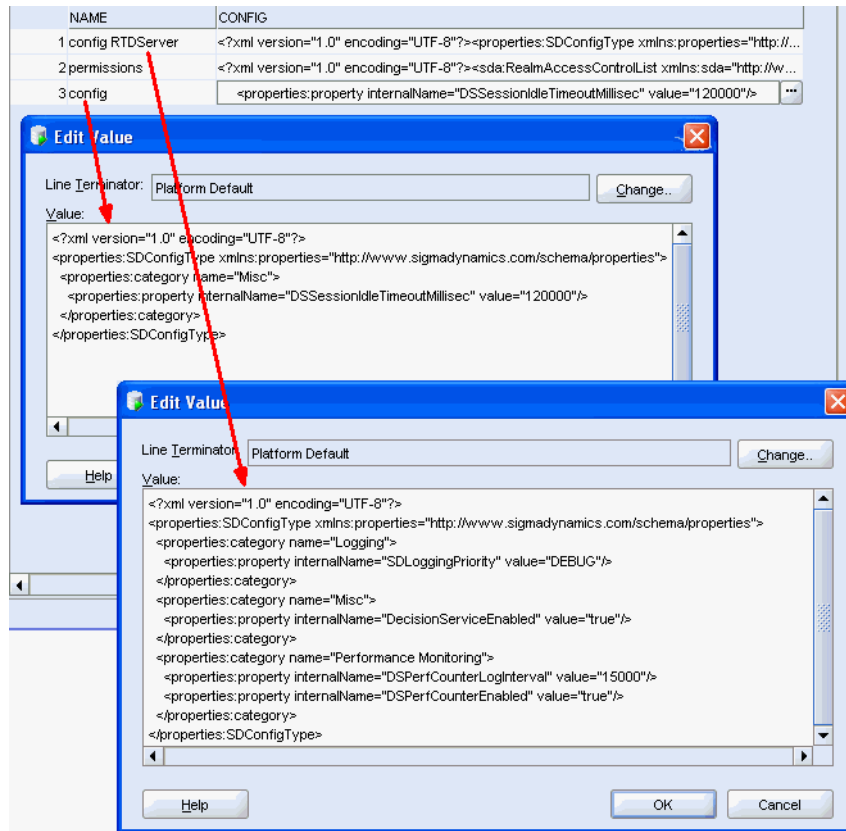 NAME CONFIG
1 config RTDServer <?xml version="1.0" encoding="UTF-8"?><properties:SDConfigType xmlns:properties="http://...
2 permissions <?xml version="1.0" encoding="UTF-8"?><sda:RealmAccessControlList xmlns:sda="http://w...
3 config <properties:property internalName="DSSessionIdleTimeoutMillisec" value="120000"/> ...
Edit Value
Line Terminator: Platform Default Change..
Value:
<?xml version="1.0" encoding="UTF-8"?>
<properties:SDConfigType xmlns:properties="http://www.sigmadynamics.com/schema/properties">
<properties:category name="Misc">
<properties:property internalName="DSSessionIdleTimeoutMillisec" value="120000"/>
</properties:category>
</properties:SDConfigType>
Help
Edit Value
Line Terminator: Platform Default Change..
Value:
<?xml version="1.0" encoding="UTF-8"?>
<properties:SDConfigType xmlns:properties="http://www.sigmadynamics.com/schema/properties">
<properties:category name="Logging">
<properties:property internalName="SDLoggingPriority" value="DEBUG"/>
</properties:category>
<properties:category name="Misc">
<properties:property internalName="DecisionServiceEnabled" value="true"/>
</properties:category>
<properties:category name="Performance Monitoring">
<properties:property internalName="DSPerfCounterLogInterval" value="15000"/>
<properties:property internalName="DSPerfCounterEnabled" value="true"/>
</properties:category>
</properties:SDConfigType>
Help OK Cancel